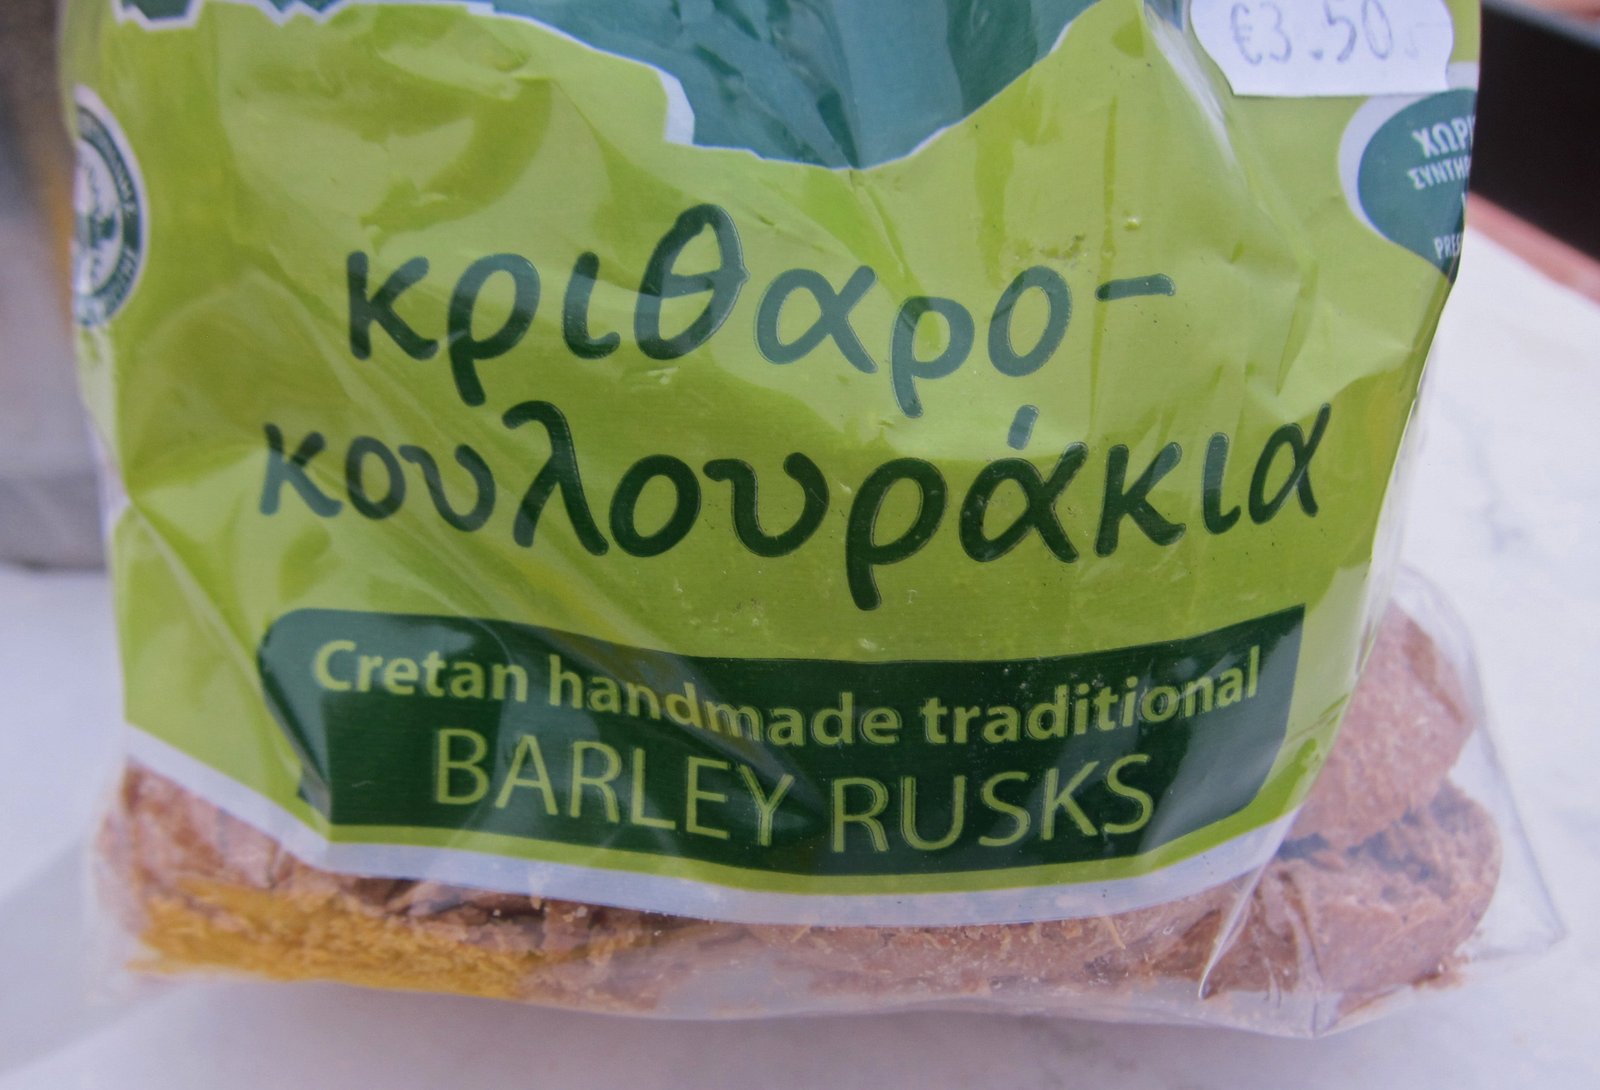 €3.50
κριθαρο-
κουλουράκια
Cretan handmade traditional
BARLEY RUSKS